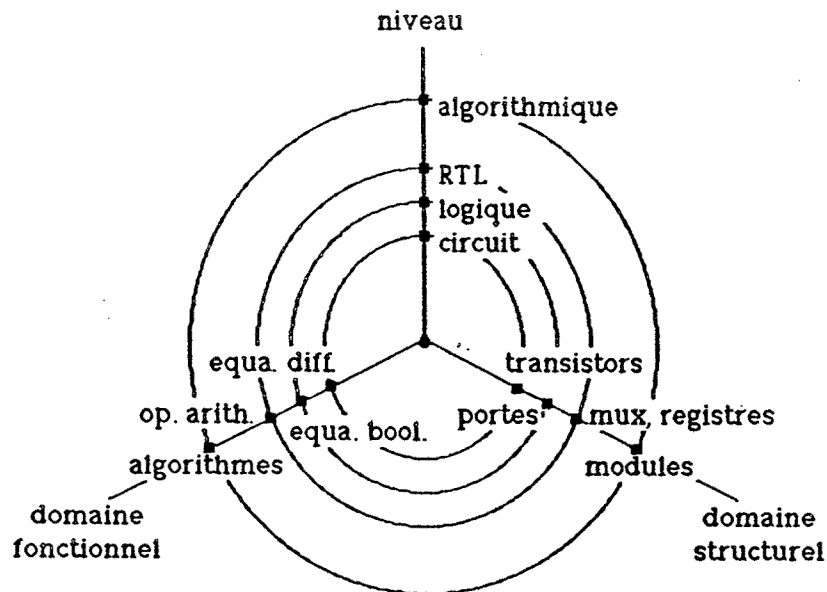 niveau
algorithmique
RTL
logique
circuit
equa. diff.
transistors
op. arith.
equa. bool.
portes
mux, registres
algorithmes
modules
domaine
fonctionnel
domaine
structurel